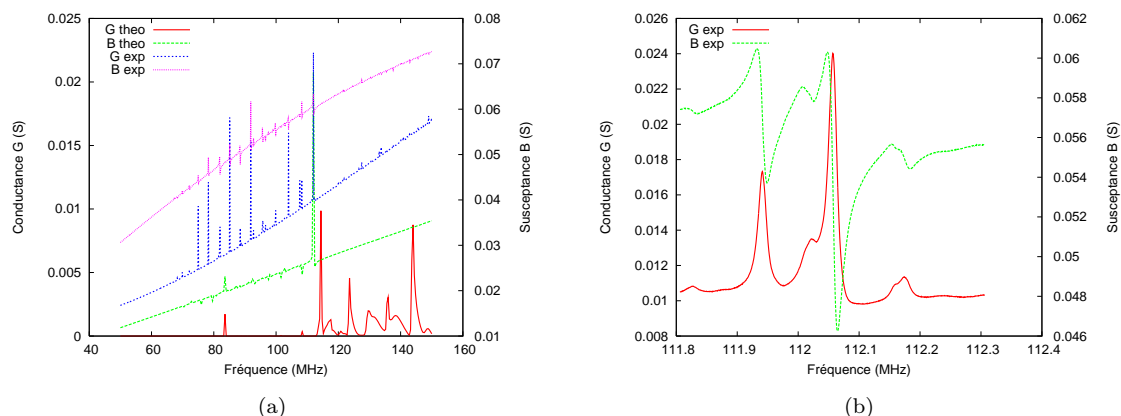 0.025
0.02
0.015
0.01
0.005
0
Conductance G (S)
G theo
B theo
G exp
B exp
0.08
0.07
0.06
0.05
0.04
0.03
0.02
0.01
Susceptance B (S)
40 60 80 100 120 140 160
Fréquence (MHz)
(a)
0.026
0.024
0.022
0.02
0.018
0.016
0.014
0.012
0.01
0.008
Conductance G (S)
G exp
B exp
0.062
0.06
0.058
0.056
0.054
0.052
0.05
0.048
0.046
Susceptance B (S)
111.8 111.9 112 112.1 112.2 112.3 112.4
Fréquence (MHz)
(b)